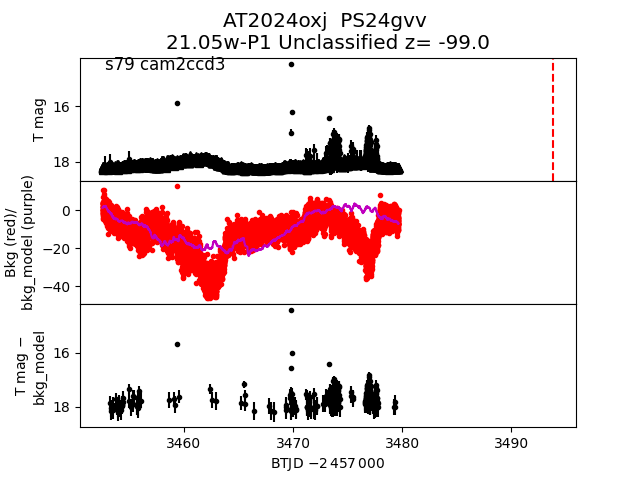 AT2024oxj  PS24gvv
21.05w-P1 Unclassified z= -99.0
s79 cam2ccd3
T mag
16
18
Bkg (red)/
bkg_model (purple)
0
−20
−40
T mag −
bkg_model
16
18
3460
3470
3480
3490
BTJD −2 457 000